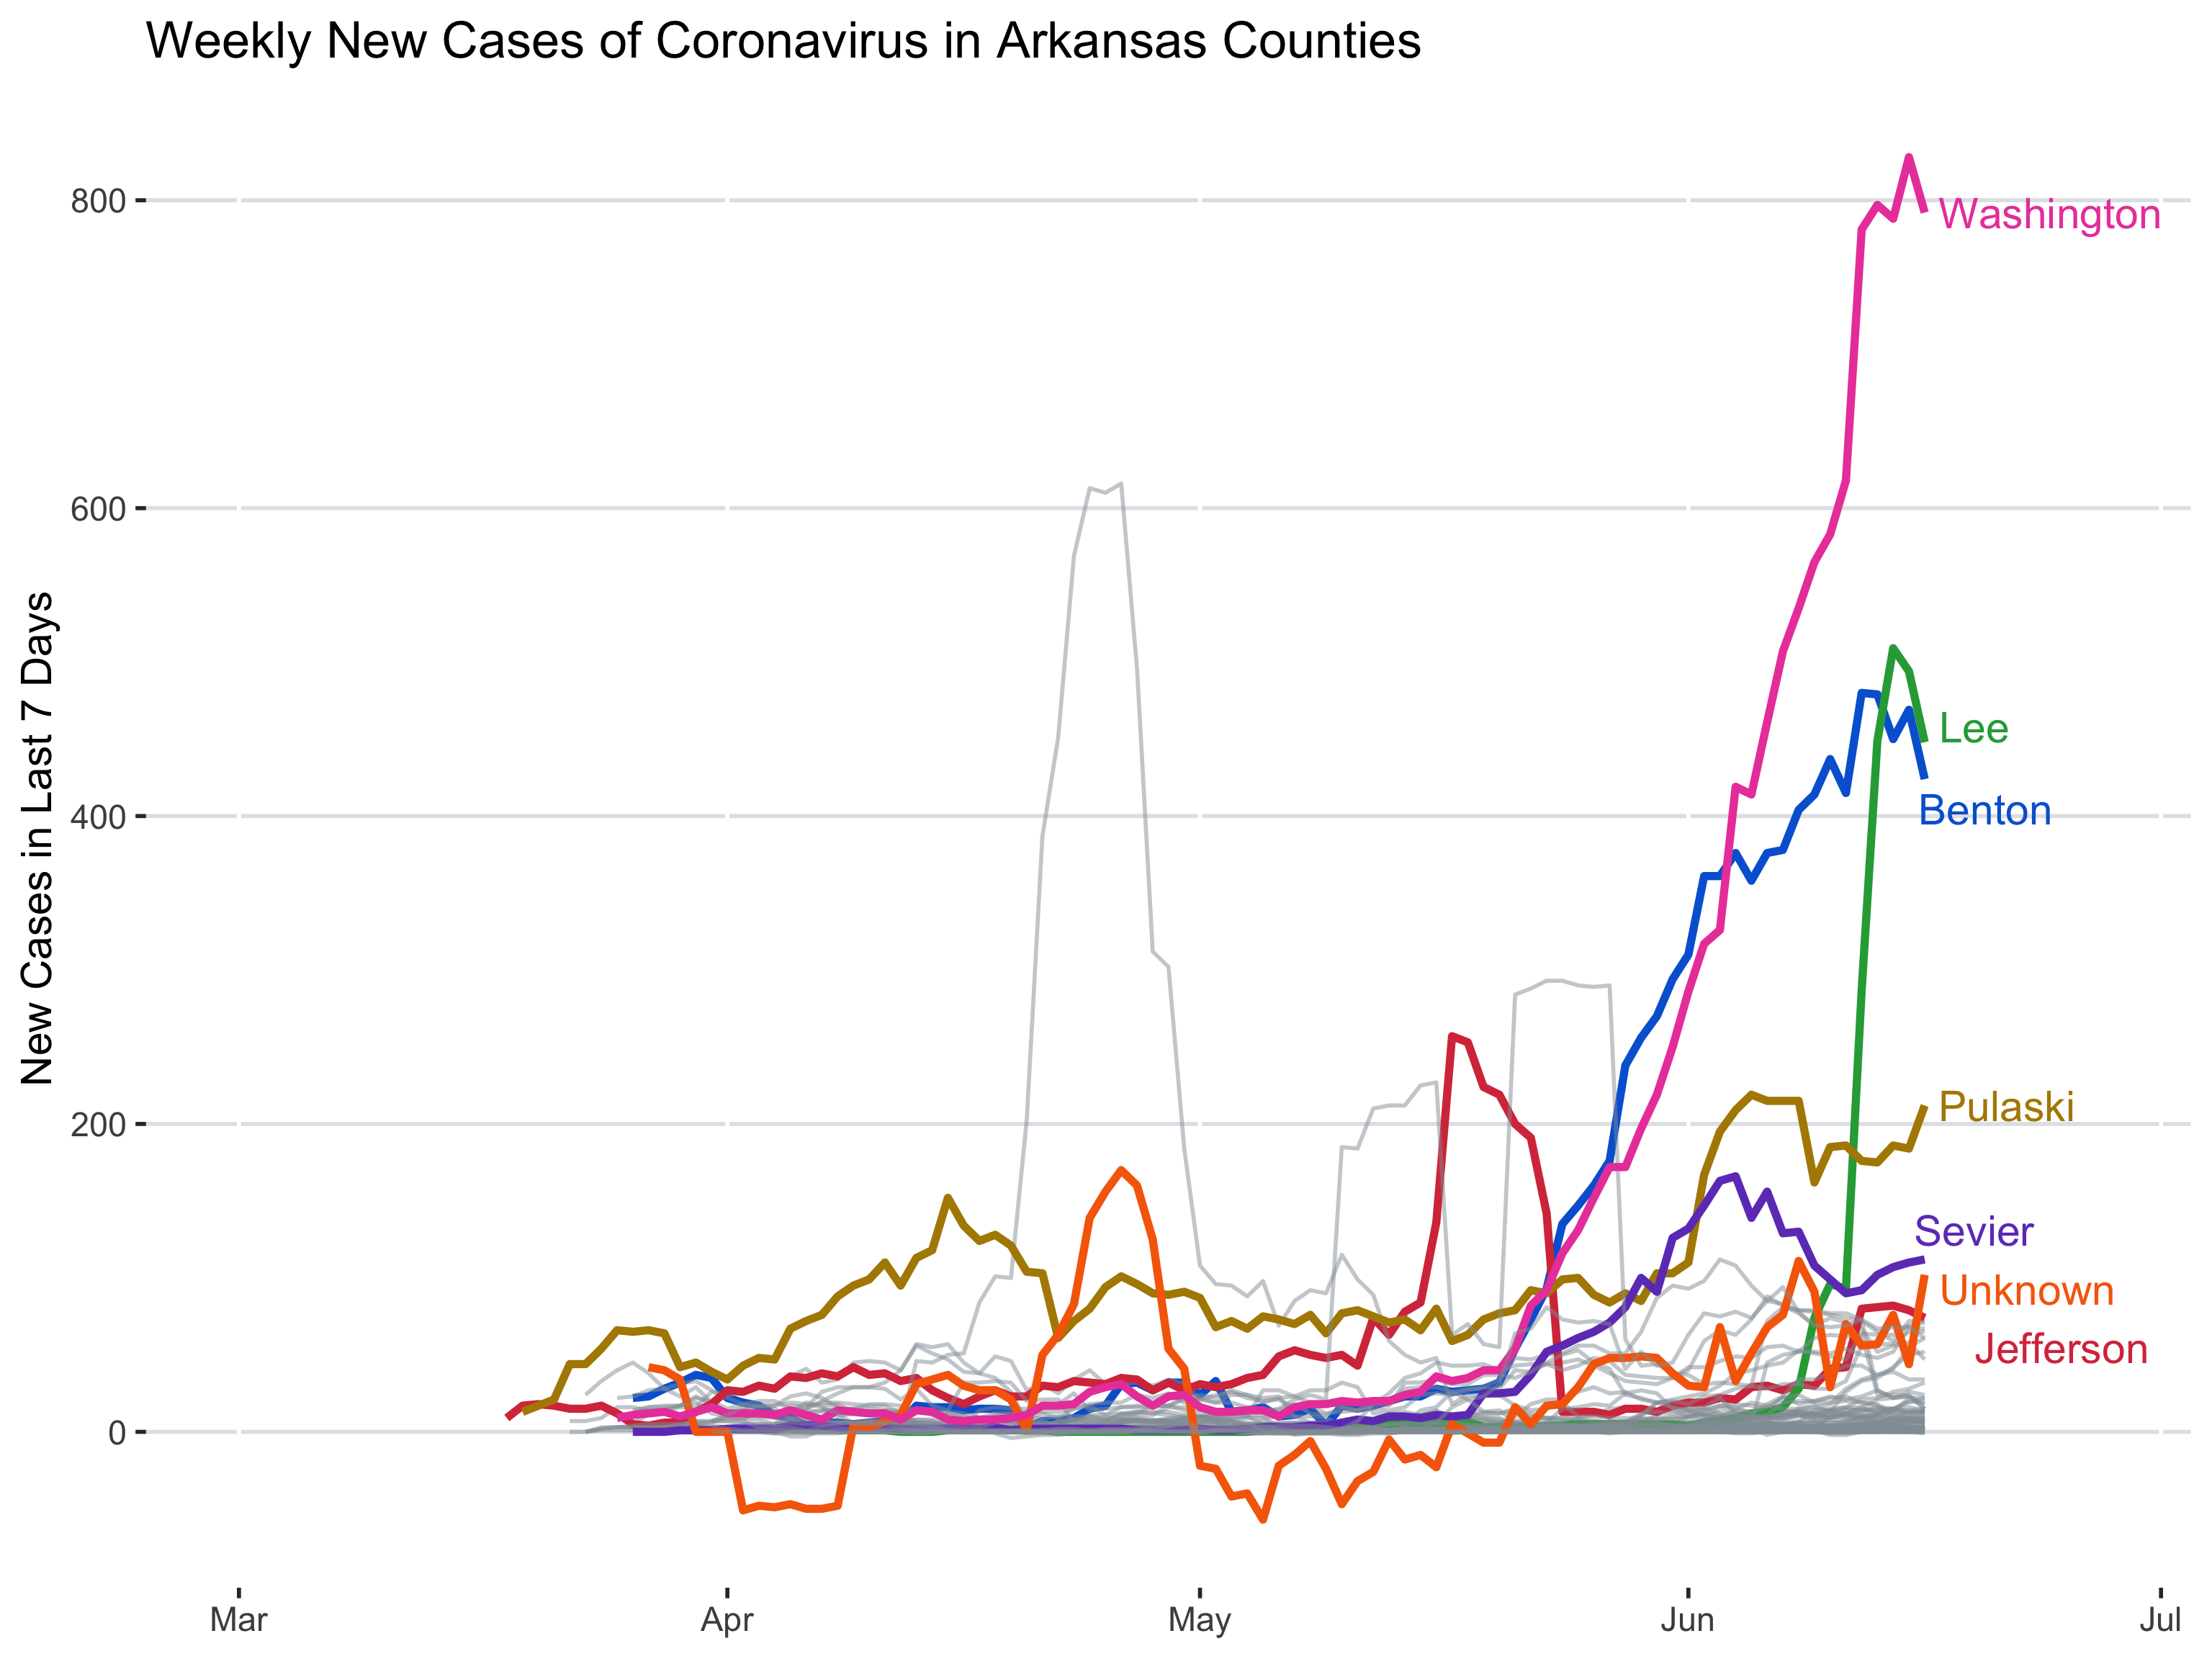 Weekly New Cases of Coronavirus in Arkansas Counties
New Cases in Last 7 Days
800
600
400
200
0
Washington
Lee
Benton
Pulaski
Sevier
Unknown
Jefferson
Mar
Apr
May
Jun
Jul